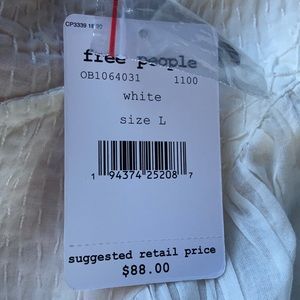 free people
OB1064031 1100
white
size L
1 94374 25208 7
suggested retail price
$88.00